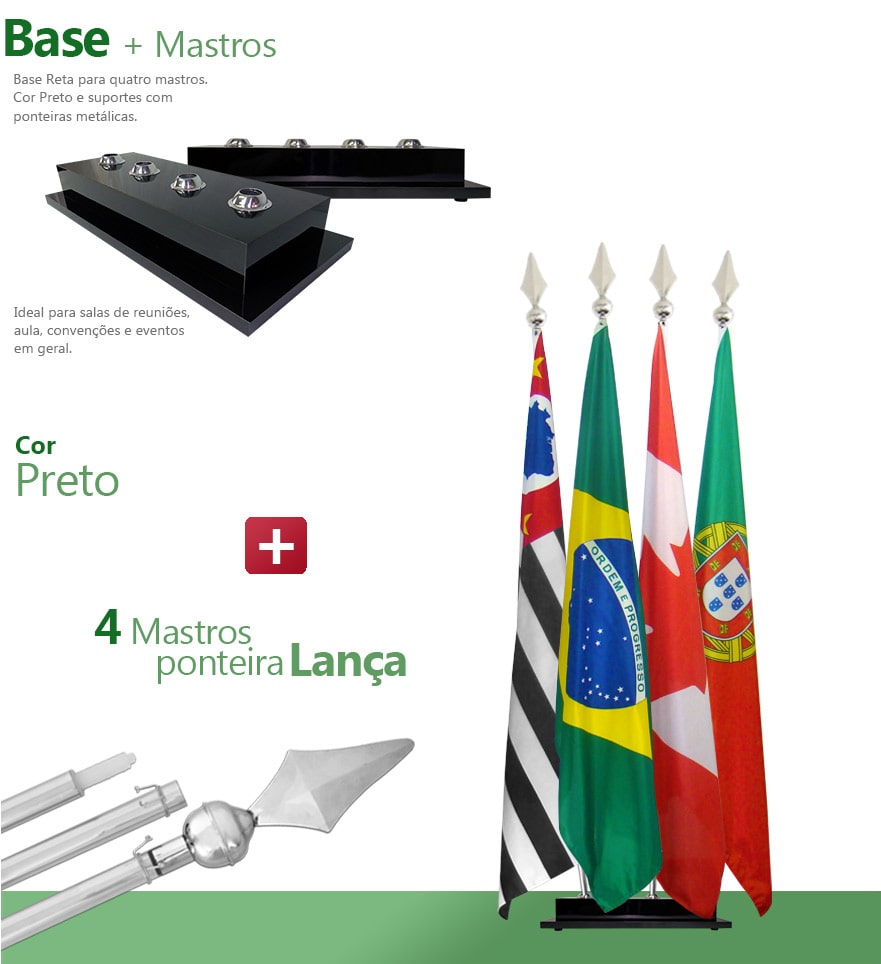 Base + Mastros
Base Reta para quatro mastros.
Cor Preto e suportes com
ponteiras metálicas.
Ideal para salas de reuniões,
aula, convenções e eventos
em geral.
Cor
Preto
4 Mastros
ponteira Lança
ORDEM E PROGRESSO